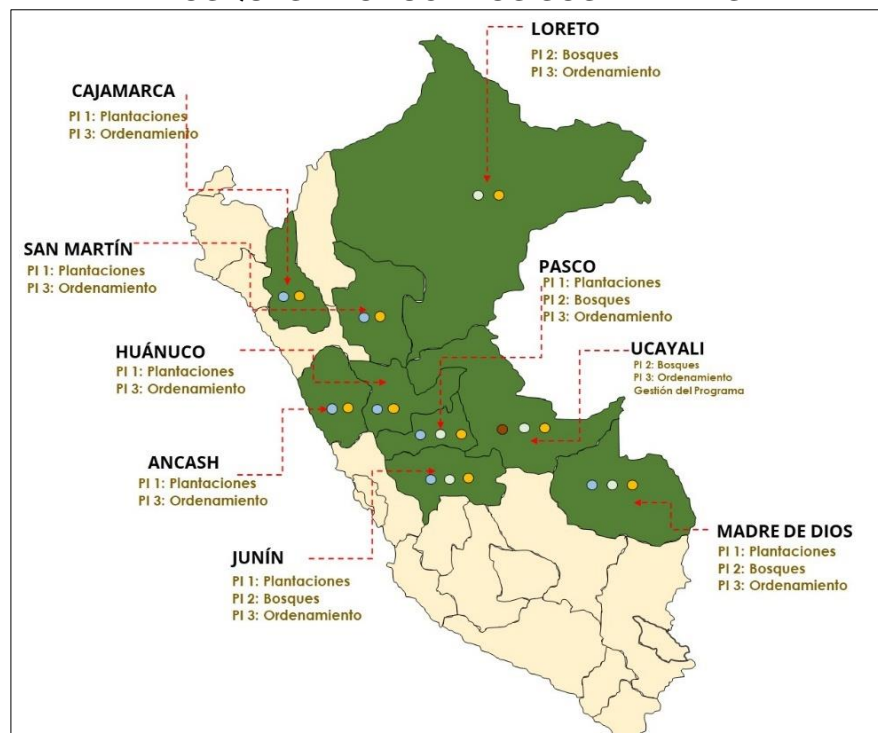 LORETO
PI 2: Bosques
PI 3: Ordenamiento
CAJAMARCA
PI 1: Plantaciones
PI 3: Ordenamiento
SAN MARTÍN
PI 1: Plantaciones
PI 3: Ordenamiento
PASCO
PI 1: Plantaciones
PI 2: Bosques
PI 3: Ordenamiento
HUÁNUCO
PI 1: Plantaciones
PI 3: Ordenamiento
UCAYALI
PI 2: Bosques
PI 3: Ordenamiento
Gestión del Programa
ANCASH
PI 1: Plantaciones
PI 3: Ordenamiento
MADRE DE DIOS
PI 1: Plantaciones
PI 2: Bosques
PI 3: Ordenamiento
JUNÍN
PI 1: Plantaciones
PI 2: Bosques
PI 3: Ordenamiento